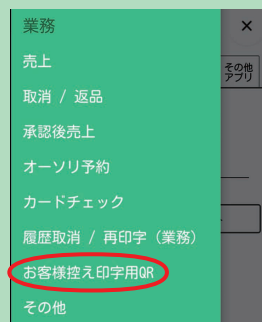 業務
×
売上
その他
アプリ
取消 / 返品
承認後売上
オーソリ予約
カードチェック
履歴取消 / 再印字（業務）
お客様控え印字用QR
その他